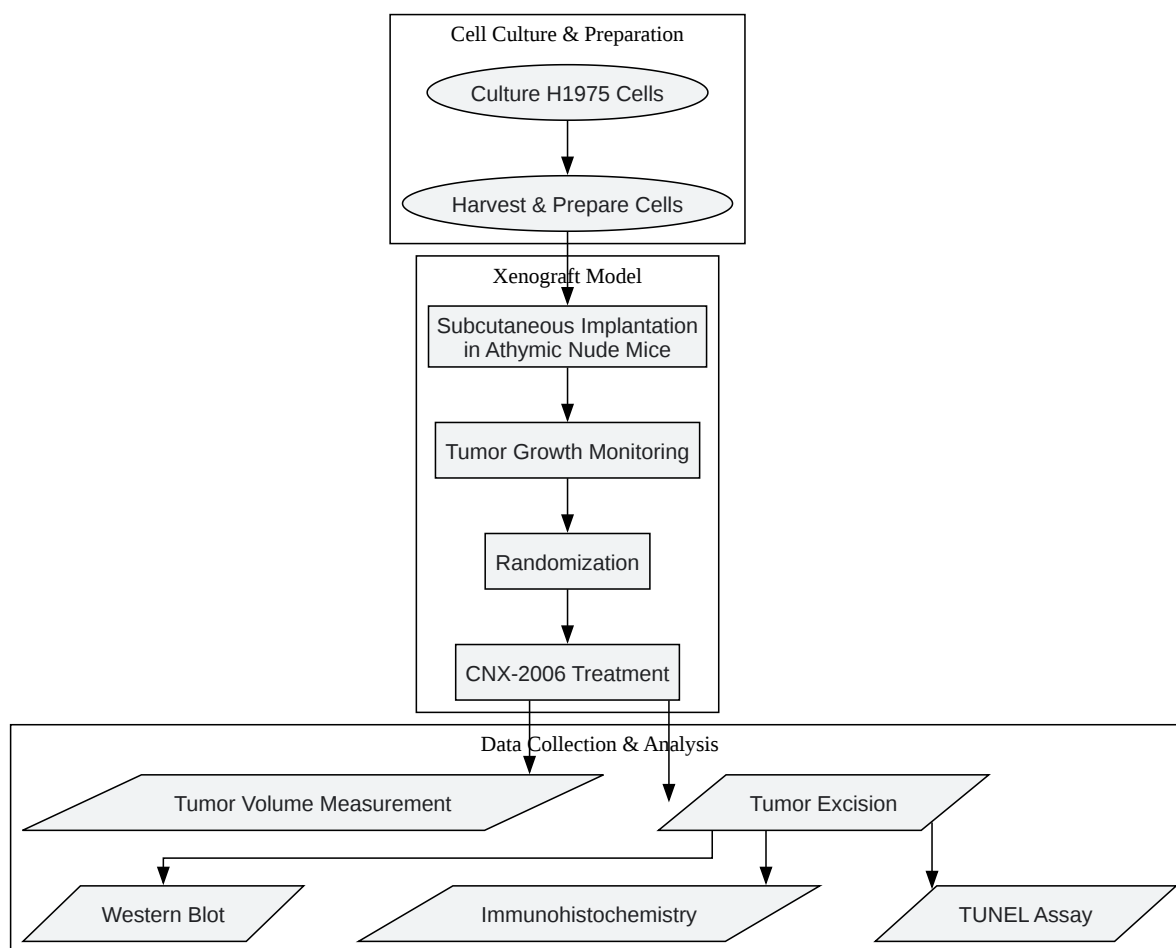 Cell Culture & Preparation
Culture H1975 Cells
Harvest & Prepare Cells
Xenograft Model
Subcutaneous Implantation
in Athymic Nude Mice
Tumor Growth Monitoring
Randomization
CNX-2006 Treatment
Data Collection & Analysis
Tumor Volume Measurement
Tumor Excision
Western Blot
Immunohistochemistry
TUNEL Assay